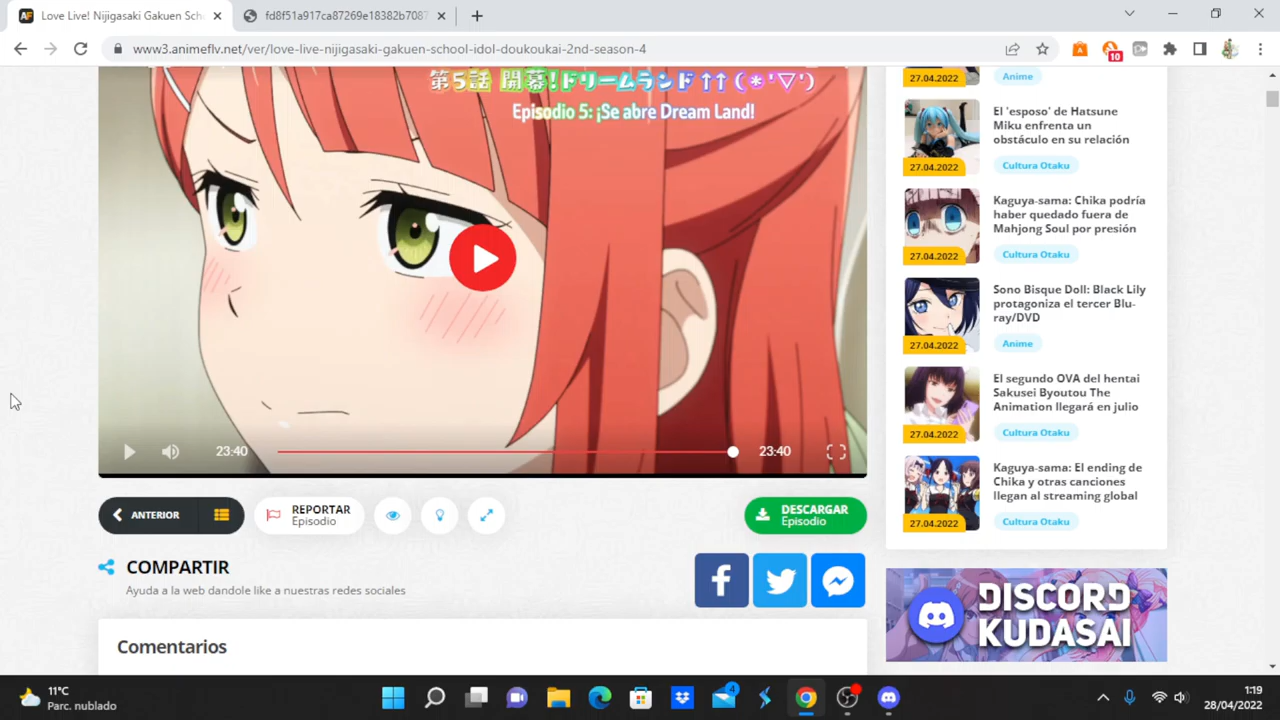 Love Live! Nijigasaki Gakuen Sch
fd8f51a917ca87269e18382b7087
www3.animeflv.net/ver/love-live-nijigasaki-gakuen-school-idol-doukoukai-2nd-season-4
10
第5話 開幕!ドリームランド↑↑(*'▽')
Episodio 5: ¡Se abre Dream Land!
23:40
23:40
ANTERIOR
REPORTAR
Episodio
DESCARGAR
Episodio
COMPARTIR
Ayuda a la web dandole like a nuestras redes sociales
Comentarios
27.04.2022
Anime
El 'esposo' de Hatsune
Miku enfrenta un
obstáculo en su relación
27.04.2022
Cultura Otaku
Kaguya-sama: Chika podría
haber quedado fuera de
Mahjong Soul por presión
27.04.2022
Cultura Otaku
Sono Bisque Doll: Black Lily
protagoniza el tercer Blu-
ray/DVD
27.04.2022
Anime
El segundo OVA del hentai
Sakusei Byoutou The
Animation llegará en julio
27.04.2022
Cultura Otaku
Kaguya-sama: El ending de
Chika y otras canciones
llegan al streaming global
27.04.2022
Cultura Otaku
DISCORD
KUDASAI
11°C
Parc. nublado
4
1:19
28/04/2022